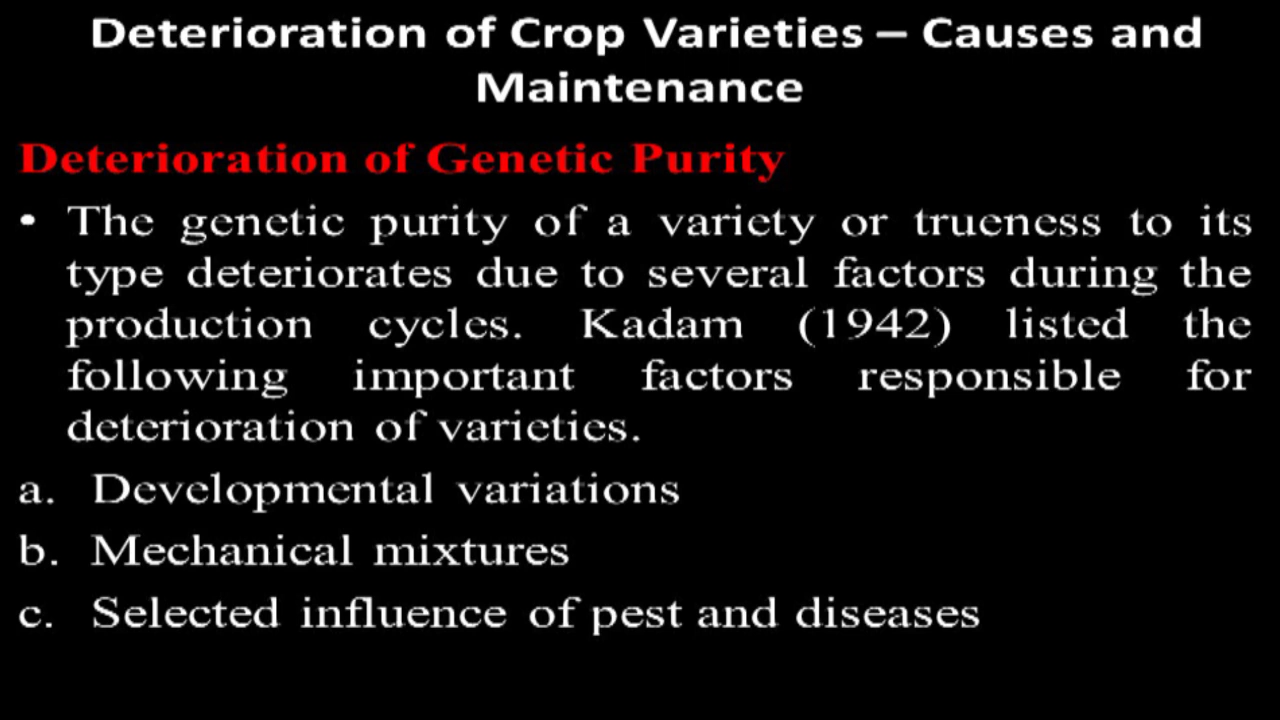 Deterioration of Crop Varieties – Causes and
Maintenance
Deterioration of Genetic Purity
• The genetic purity of a variety or trueness to its
type deteriorates due to several factors during the
production cycles. Kadam (1942) listed the
following important factors responsible for
deterioration of varieties.
a. Developmental variations
b. Mechanical mixtures
c. Selected influence of pest and diseases